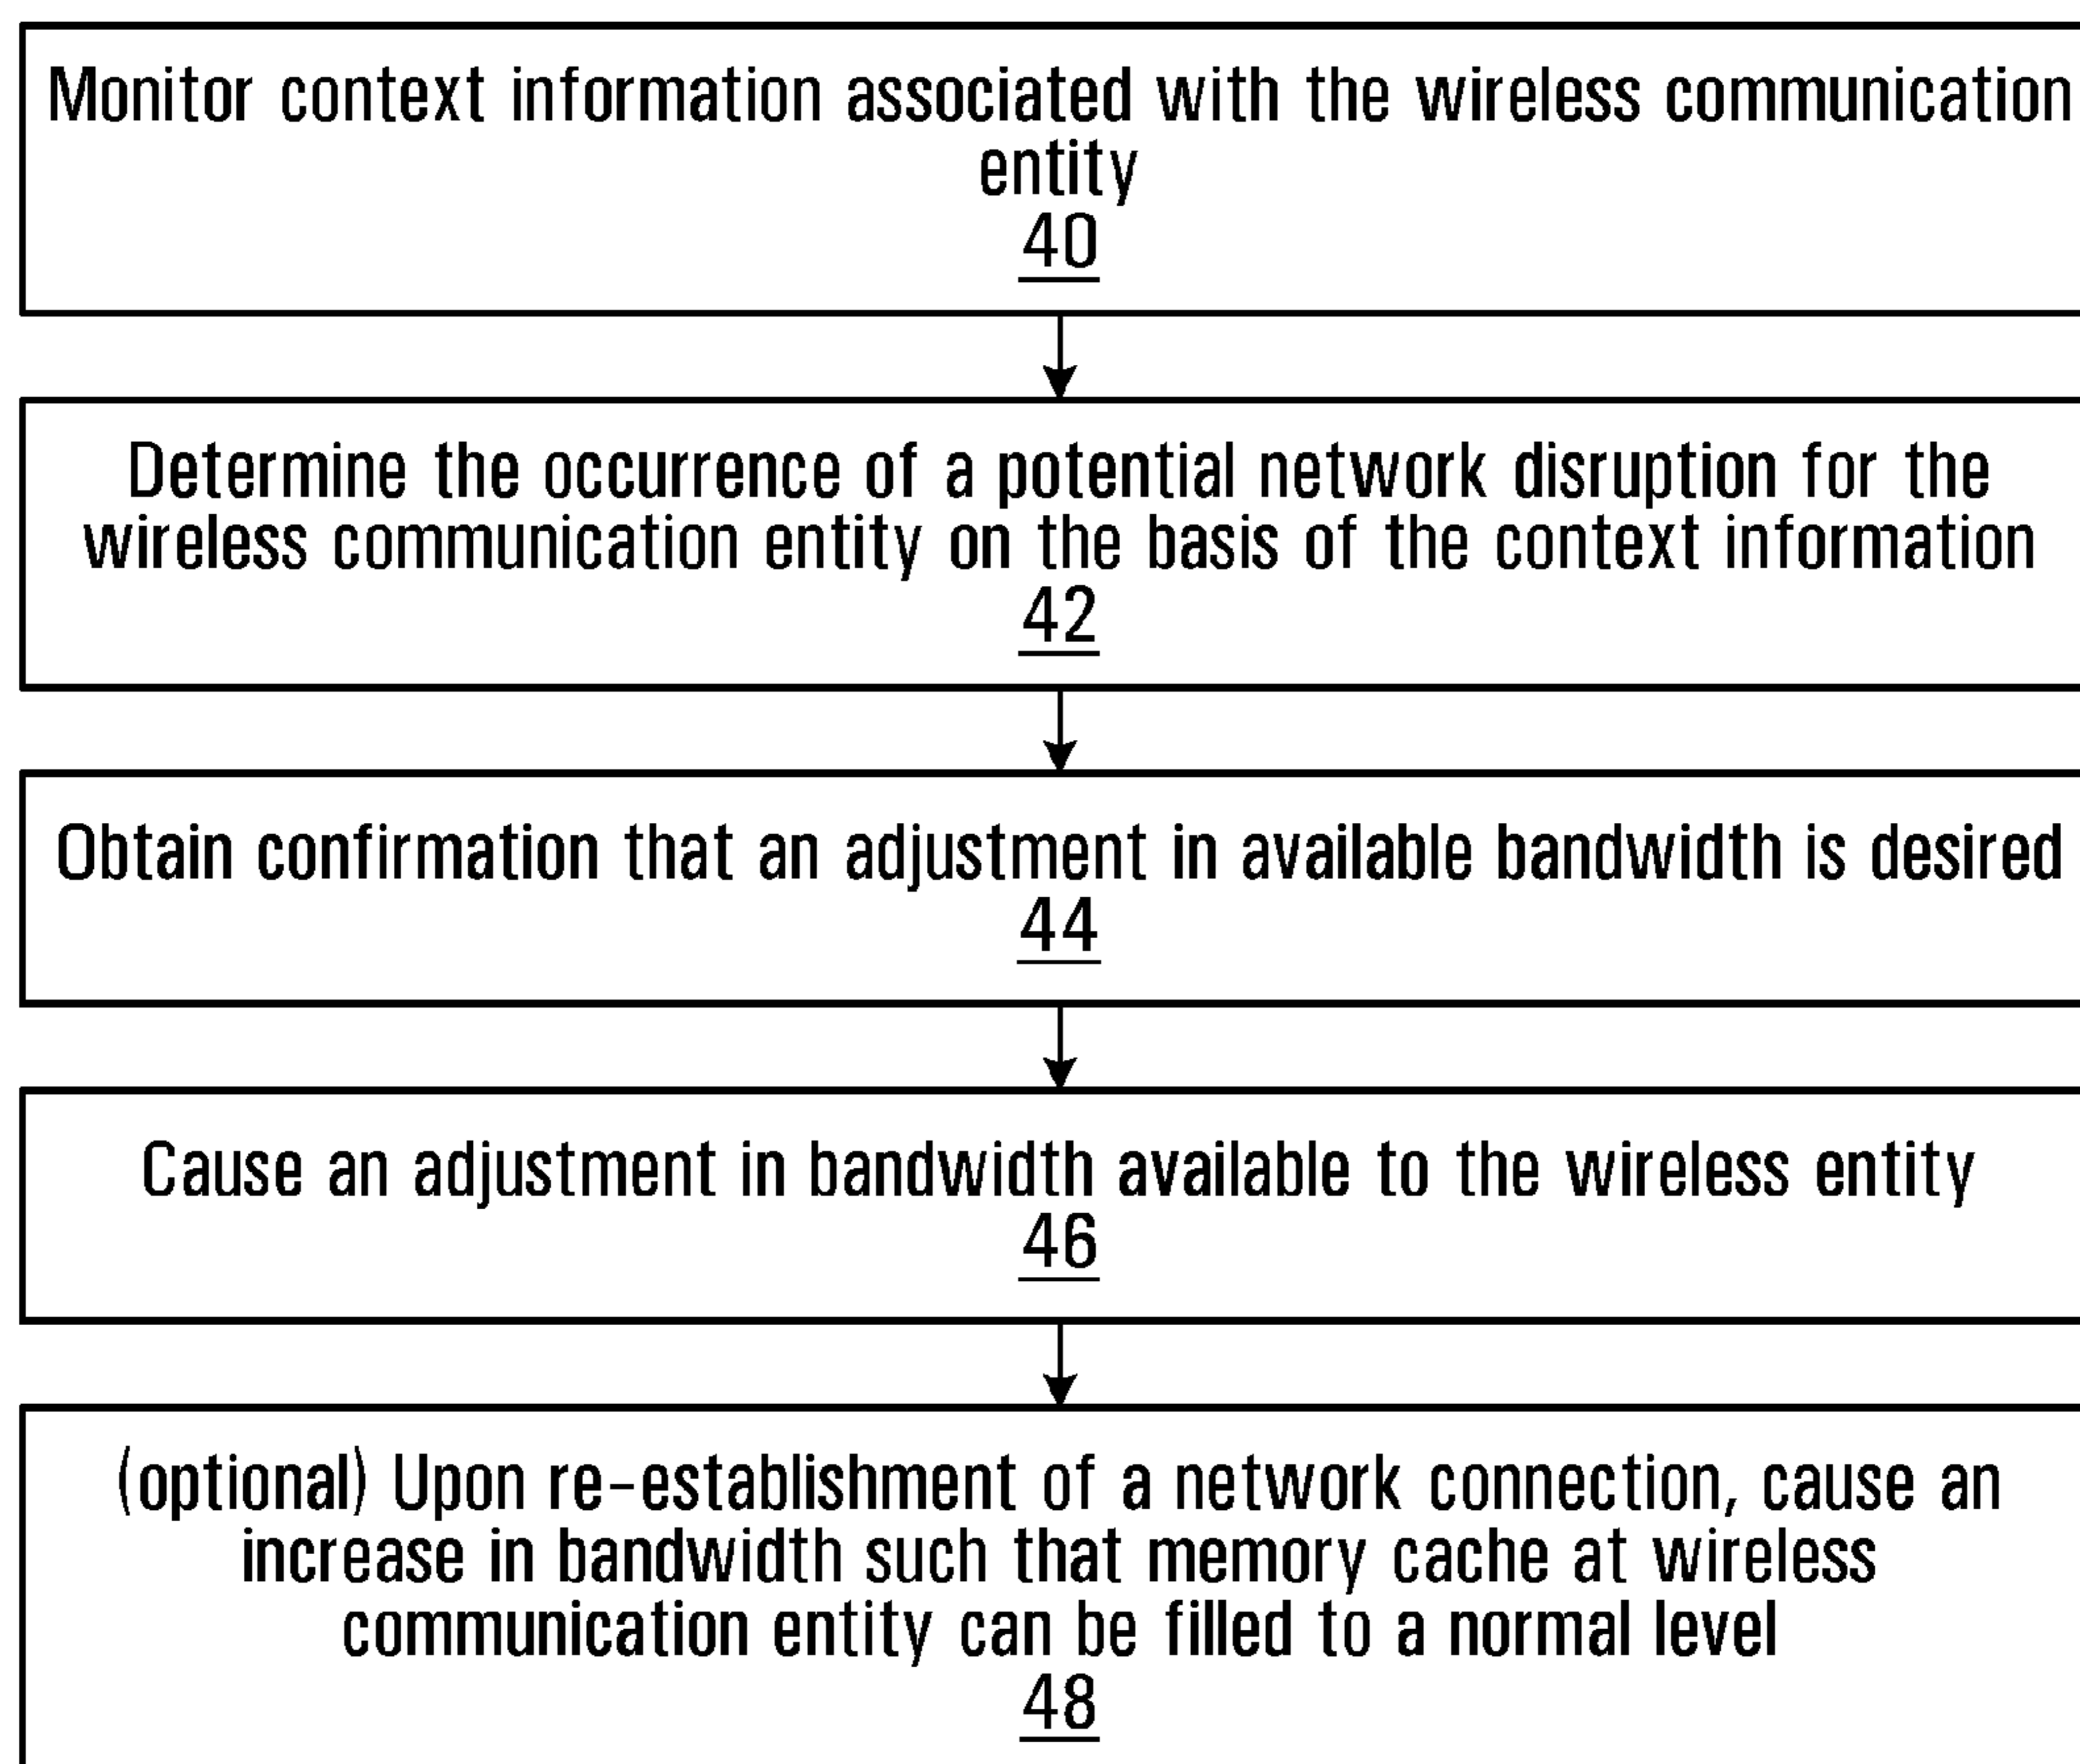 Monitor context information associated with the wireless communication
entity
40
Determine the occurrence of a potential network disruption for the
wireless communication entity on the basis of the context information
42
Obtain confirmation that an adjustment in available bandwidth is desired
44
Cause an adjustment in bandwidth available to the wireless entity
46
(optional) Upon re-establishment of a network connection, cause an
increase in bandwidth such that memory cache at wireless
communication entity can be filled to a normal level
48